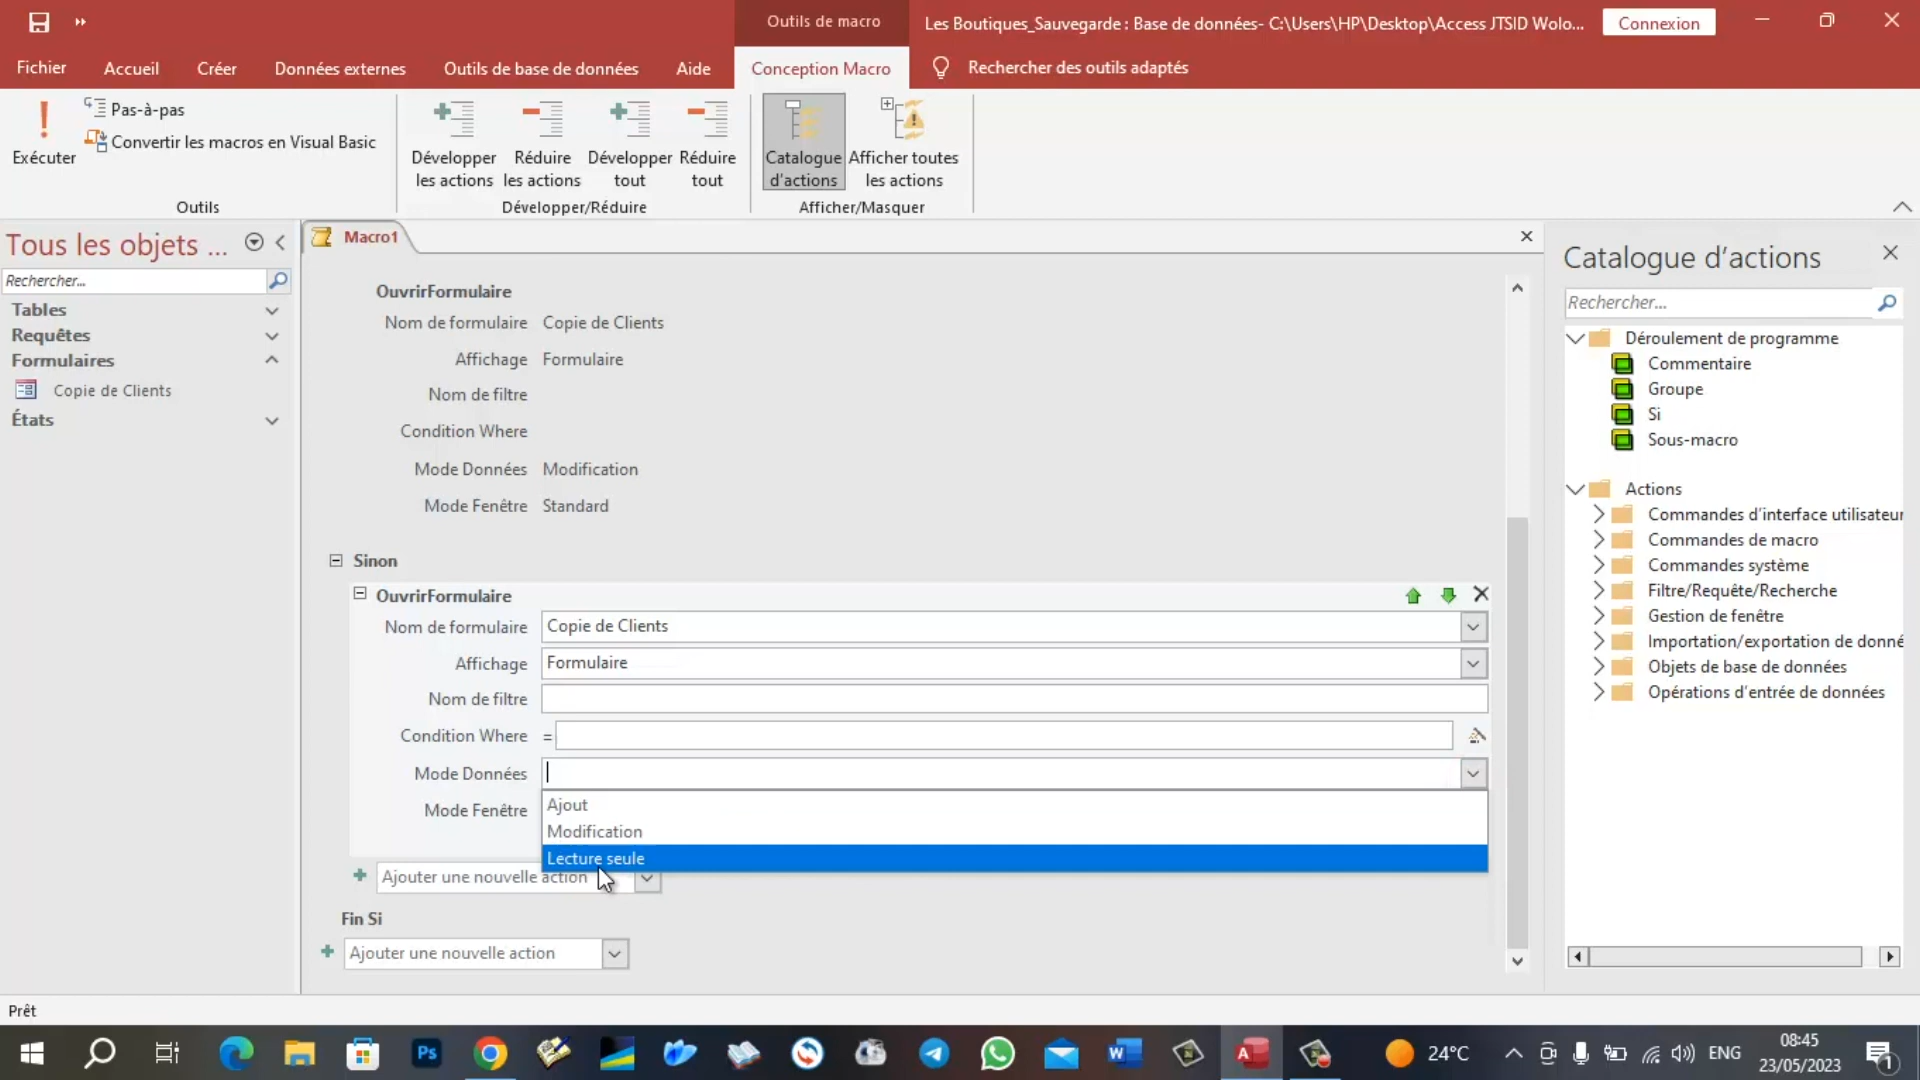 Outils de macro
Les Boutiques_Sauvegarde : Base de données- C:\Users\HP\Desktop\Access JTSID Wolo...
Connexion
Fichier
Accueil
Créer
Données externes
Outils de base de données
Aide
Conception Macro
Rechercher des outils adaptés
Exécuter
Pas-à-pas
Convertir les macros en Visual Basic
Outils
Développer les actions
Réduire les actions
Développer tout
Réduire tout
Développer/Réduire
Catalogue d'actions
Afficher toutes les actions
Afficher/Masquer
Tous les objets ...
Rechercher...
Tables
Requêtes
Formulaires
Copie de Clients
États
Macro1
OuvrirFormulaire
Nom de formulaire Copie de Clients
Affichage Formulaire
Nom de filtre
Condition Where
Mode Données Modification
Mode Fenêtre Standard
Sinon
OuvrirFormulaire
Nom de formulaire Copie de Clients
Affichage Formulaire
Nom de filtre
Condition Where =
Mode Données
Ajout
Mode Fenêtre
Modification
Lecture seule
Ajouter une nouvelle action
Fin Si
Ajouter une nouvelle action
Catalogue d'actions
Rechercher...
Déroulement de programme
Commentaire
Groupe
Si
Sous-macro
Actions
Commandes d'interface utilisateur
Commandes de macro
Commandes système
Filtre/Requête/Recherche
Gestion de fenêtre
Importation/exportation de donné
Objets de base de données
Opérations d'entrée de données
Prêt
Ps
24°C
ENG
08:45
23/05/2023
1